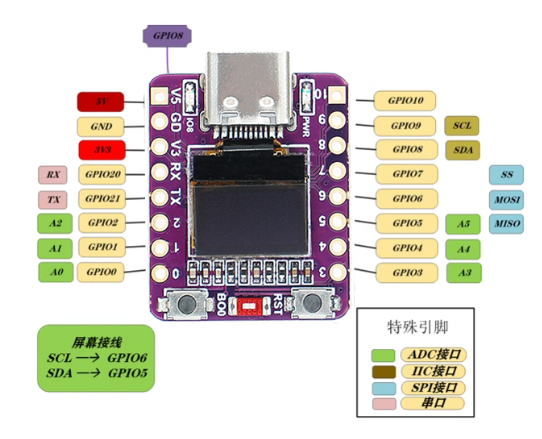 GPIO8
5V
GND
3V3
RX GPIO20
TX GPIO21
A2 GPIO2
A1 GPIO1
A0 GPIO0
V5
GD
V3
RX
TX
2
1
0
IO8
PWR
10
9
8
7
6
5
4
3
BO0
RST
GPIO10
GPIO9 SCL
GPIO8 SDA
GPIO7 SS
GPIO6 MOSI
GPIO5 A5 MISO
GPIO4 A4
GPIO3 A3
屏幕接线
SCL → GPIO6
SDA → GPIO5
特殊引脚
ADC接口
IIC接口
SPI接口
串口